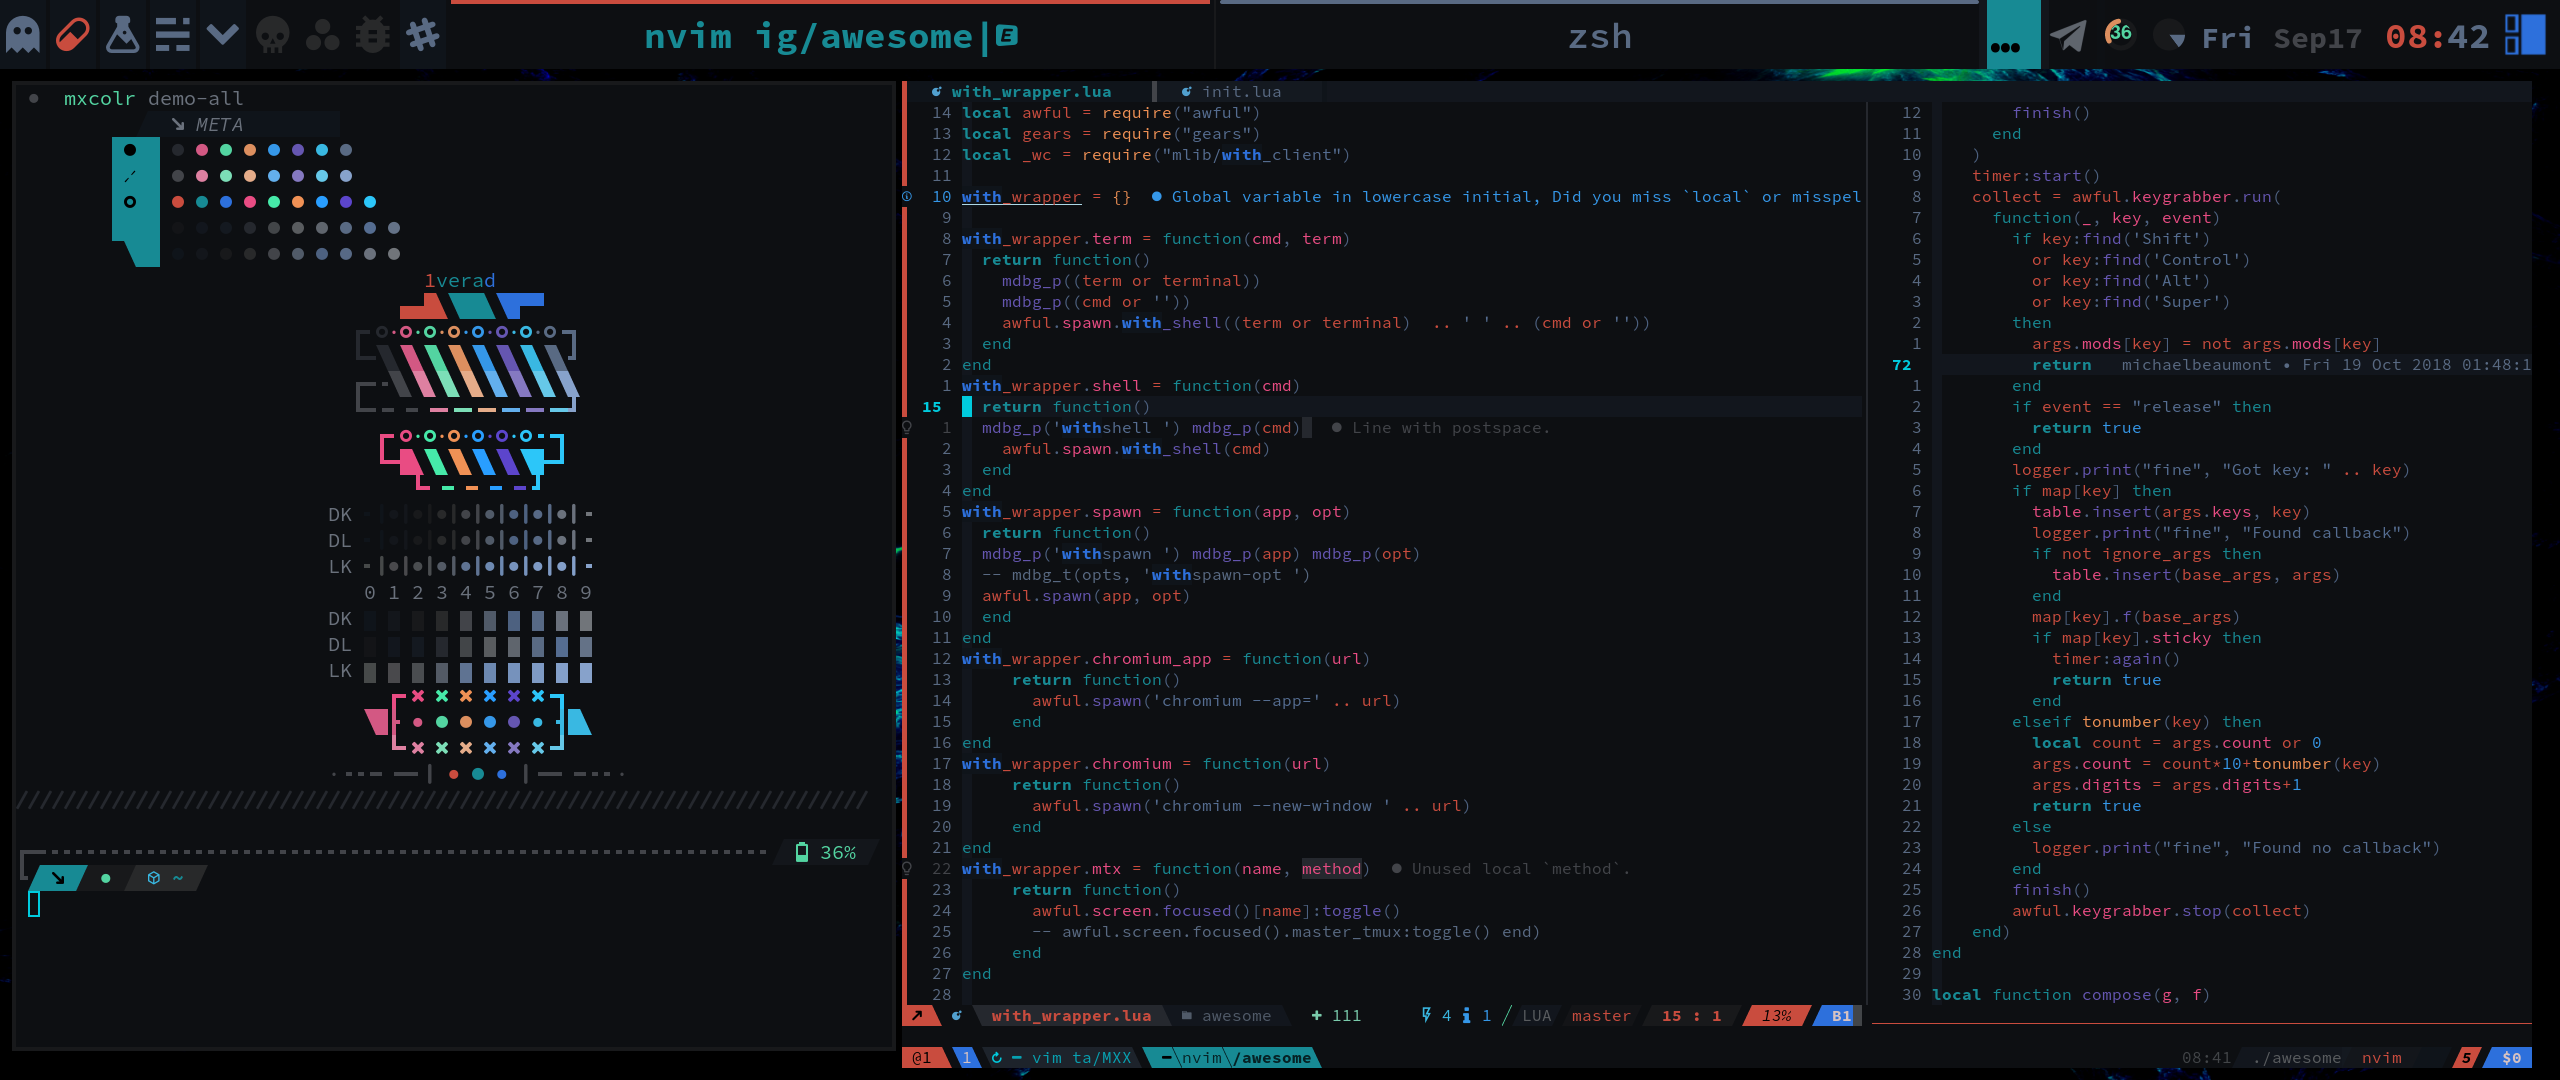 nvim ig/awesome|E
zsh
36
Fri Sep17 08:42
mxcolr demo-all
META
1verad
DK
DL
LK
0 1 2 3 4 5 6 7 8 9
DK
DL
LK
36%
~
with_wrapper.lua init.lua
14 local awful = require("awful")
13 local gears = require("gears")
12 local _wc = require("mlib/with_client")
11
10 with_wrapper = {} ● Global variable in lowercase initial, Did you miss `local` or misspel
9
8 with_wrapper.term = function(cmd, term)
7 return function()
6 mdbg_p((term or terminal))
5 mdbg_p((cmd or ''))
4 awful.spawn.with_shell((term or terminal) .. ' ' .. (cmd or ''))
3 end
2 end
1 with_wrapper.shell = function(cmd)
15 return function()
1 mdbg_p('withshell ') mdbg_p(cmd) ● Line with postspace.
2 awful.spawn.with_shell(cmd)
3 end
4 end
5 with_wrapper.spawn = function(app, opt)
6 return function()
7 mdbg_p('withspawn ') mdbg_p(app) mdbg_p(opt)
8 -- mdbg_t(opts, 'withspawn-opt ')
9 awful.spawn(app, opt)
10 end
11 end
12 with_wrapper.chromium_app = function(url)
13 return function()
14 awful.spawn('chromium --app=' .. url)
15 end
16 end
17 with_wrapper.chromium = function(url)
18 return function()
19 awful.spawn('chromium --new-window ' .. url)
20 end
21 end
22 with_wrapper.mtx = function(name, method) ● Unused local `method`.
23 return function()
24 awful.screen.focused()[name]:toggle()
25 -- awful.screen.focused().master_tmux:toggle() end)
26 end
27 end
28
12 finish()
11 end
10 )
9 timer:start()
8 collect = awful.keygrabber.run(
7 function(_, key, event)
6 if key:find('Shift')
5 or key:find('Control')
4 or key:find('Alt')
3 or key:find('Super')
2 then
1 args.mods[key] = not args.mods[key]
72 return michaelbeaumont • Fri 19 Oct 2018 01:48:1
1 end
2 if event == "release" then
3 return true
4 end
5 logger.print("fine", "Got key: " .. key)
6 if map[key] then
7 table.insert(args.keys, key)
8 logger.print("fine", "Found callback")
9 if not ignore_args then
10 table.insert(base_args, args)
11 end
12 map[key].f(base_args)
13 if map[key].sticky then
14 timer:again()
15 return true
16 end
17 elseif tonumber(key) then
18 local count = args.count or 0
19 args.count = count*10+tonumber(key)
20 args.digits = args.digits+1
21 return true
22 else
23 logger.print("fine", "Found no callback")
24 end
25 finish()
26 awful.keygrabber.stop(collect)
27 end)
28 end
29
30 local function compose(g, f)
with_wrapper.lua awesome + 111 4 1 / LUA master 15 : 1 13% B1
@1 1 – vim ta/MXX –\nvim\/awesome 08:41 ./awesome nvim 5 $0